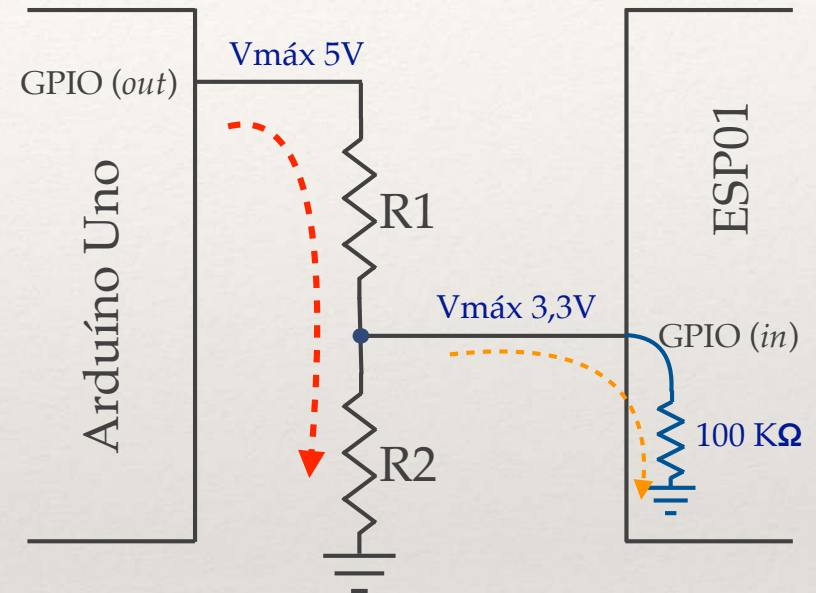 Vmáx 5V
GPIO (out)
Arduíno Uno
R1
ESP01
Vmáx 3,3V
GPIO (in)
100 KΩ
R2